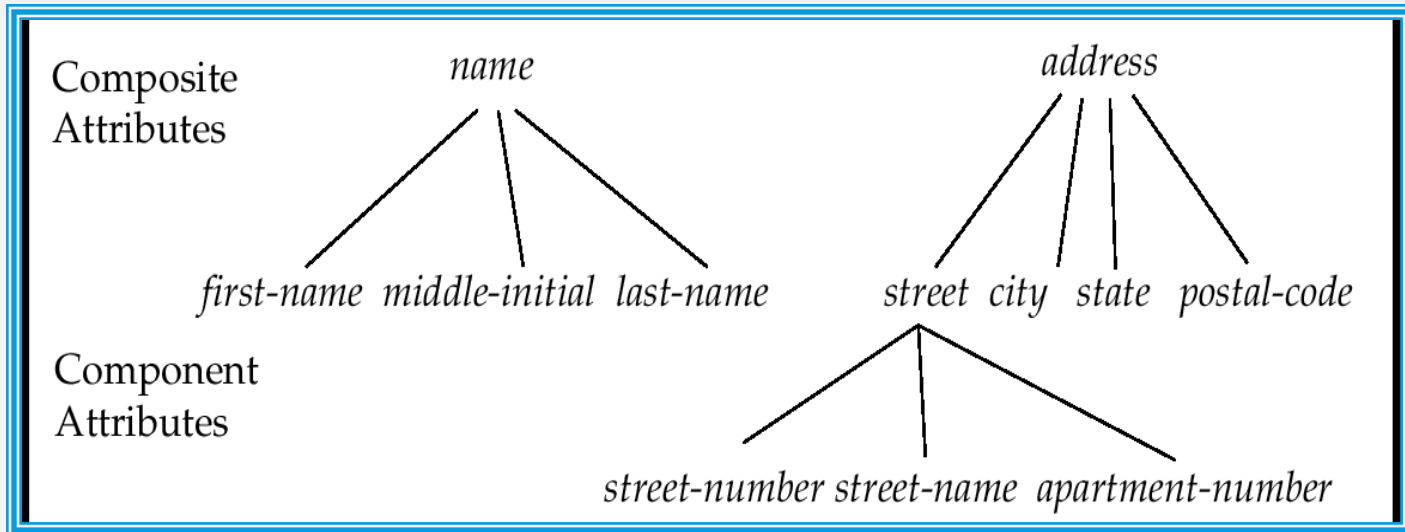 Composite
Attributes
name
address
first-name middle-initial last-name
street city state postal-code
Component
Attributes
street-number street-name apartment-number